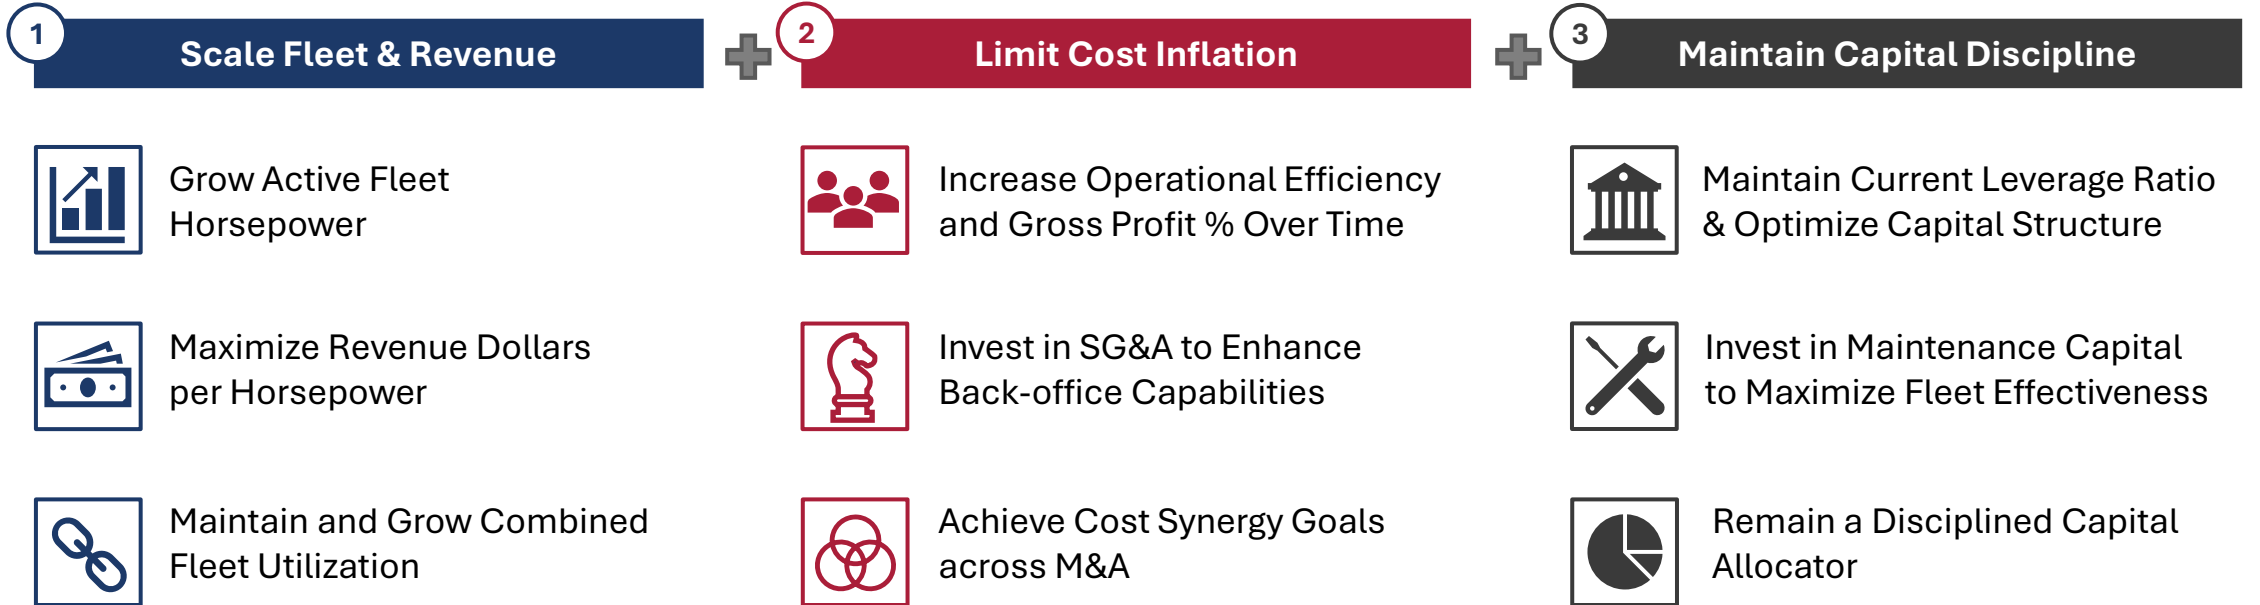 1
Scale Fleet & Revenue
Grow Active Fleet
Horsepower
Maximize Revenue Dollars
per Horsepower
Maintain and Grow Combined
Fleet Utilization
2
Limit Cost Inflation
Increase Operational Efficiency
and Gross Profit % Over Time
Invest in SG&A to Enhance
Back-office Capabilities
Achieve Cost Synergy Goals
across M&A
3
Maintain Capital Discipline
Maintain Current Leverage Ratio
& Optimize Capital Structure
Invest in Maintenance Capital
to Maximize Fleet Effectiveness
Remain a Disciplined Capital
Allocator